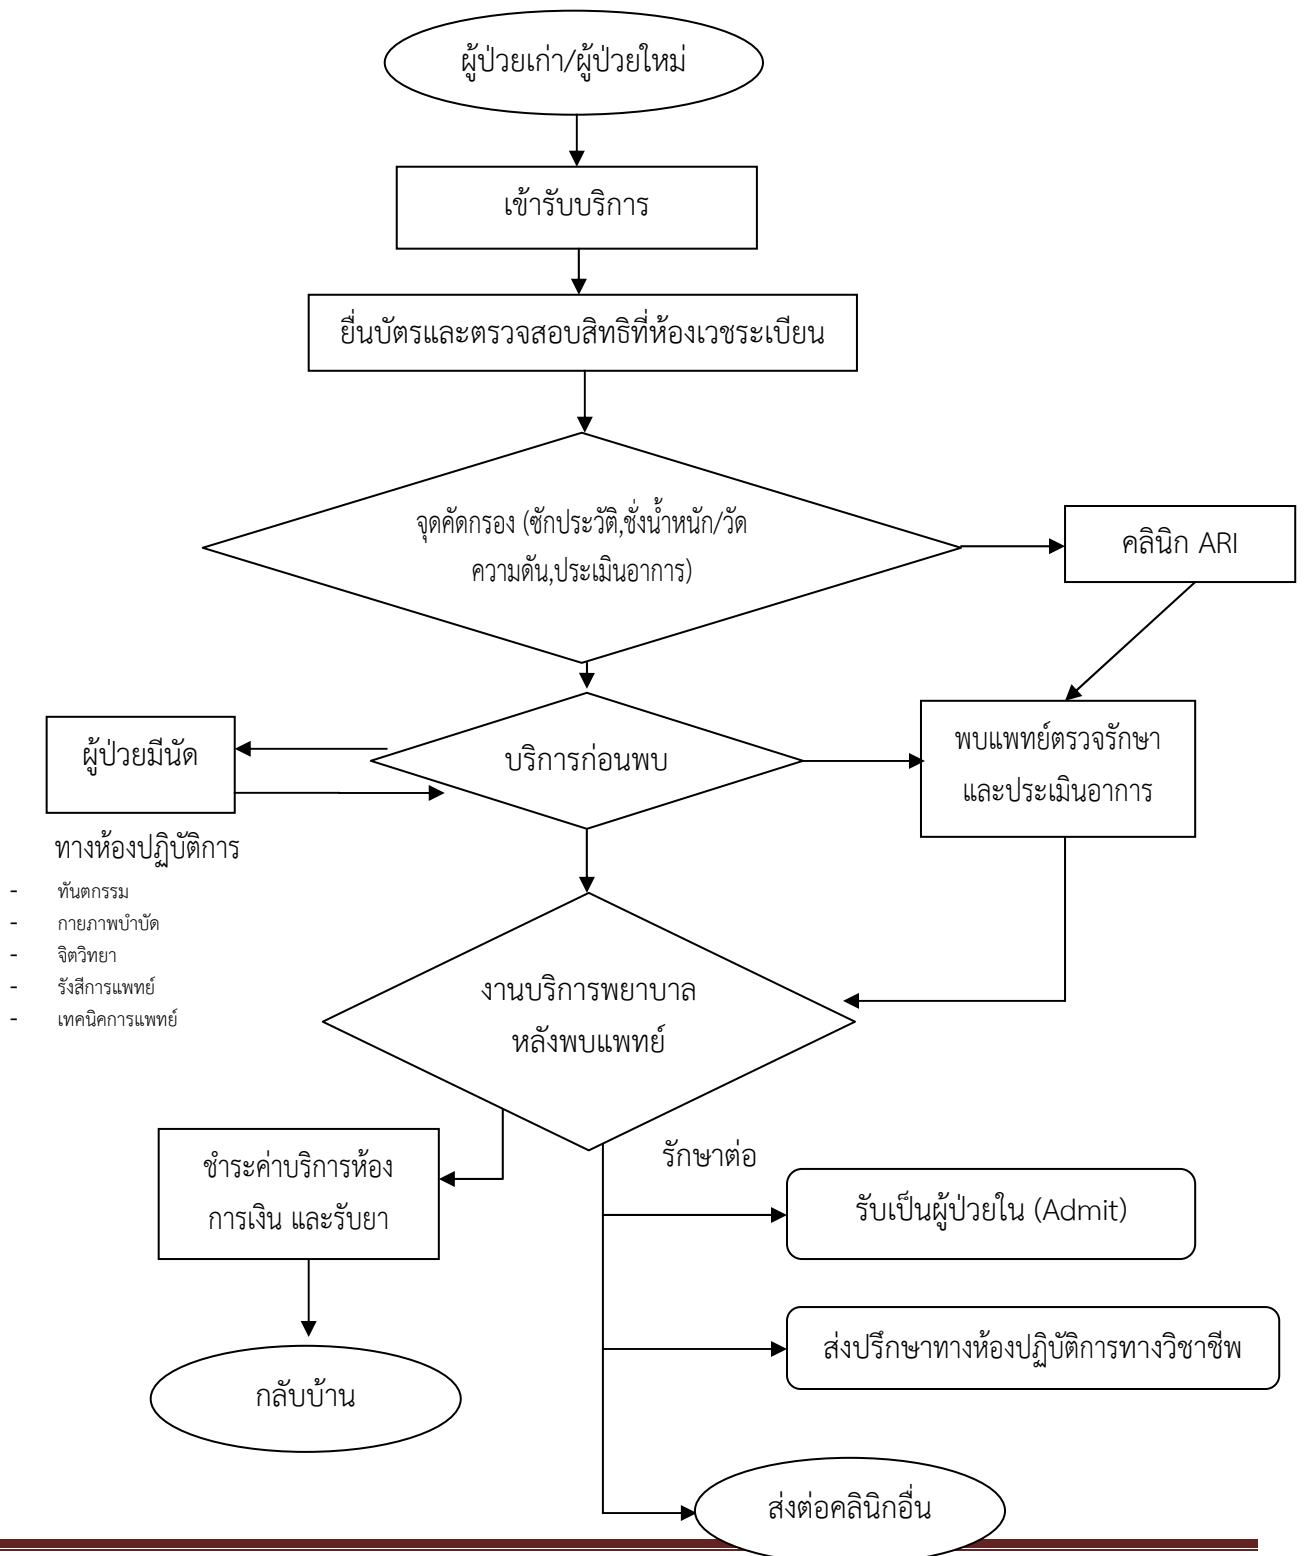 ผู้ป่วยเก่า/ผู้ป่วยใหม่
เข้ารับบริการ
ยื่นบัตรและตรวจสอบสิทธิที่ห้องเวชระเบียน
จุดคัดกรอง (ซักประวัติ,ชั่งน้ำหนัก/วัด
ความดัน,ประเมินอาการ)
คลินิก ARI
ผู้ป่วยมีนัด
บริการก่อนพบ
พบแพทย์ตรวจรักษา
และประเมินอาการ
ทางห้องปฏิบัติการ
- ทันตกรรม
- กายภาพบำบัด
- จิตวิทยา
- รังสีการแพทย์
- เทคนิคการแพทย์
งานบริการพยาบาล
หลังพบแพทย์
ชำระค่าบริการห้อง
การเงิน และรับยา
รักษาต่อ
รับเป็นผู้ป่วยใน (Admit)
ส่งปรึกษาทางห้องปฏิบัติการทางวิชาชีพ
กลับบ้าน
ส่งต่อคลินิกอื่น